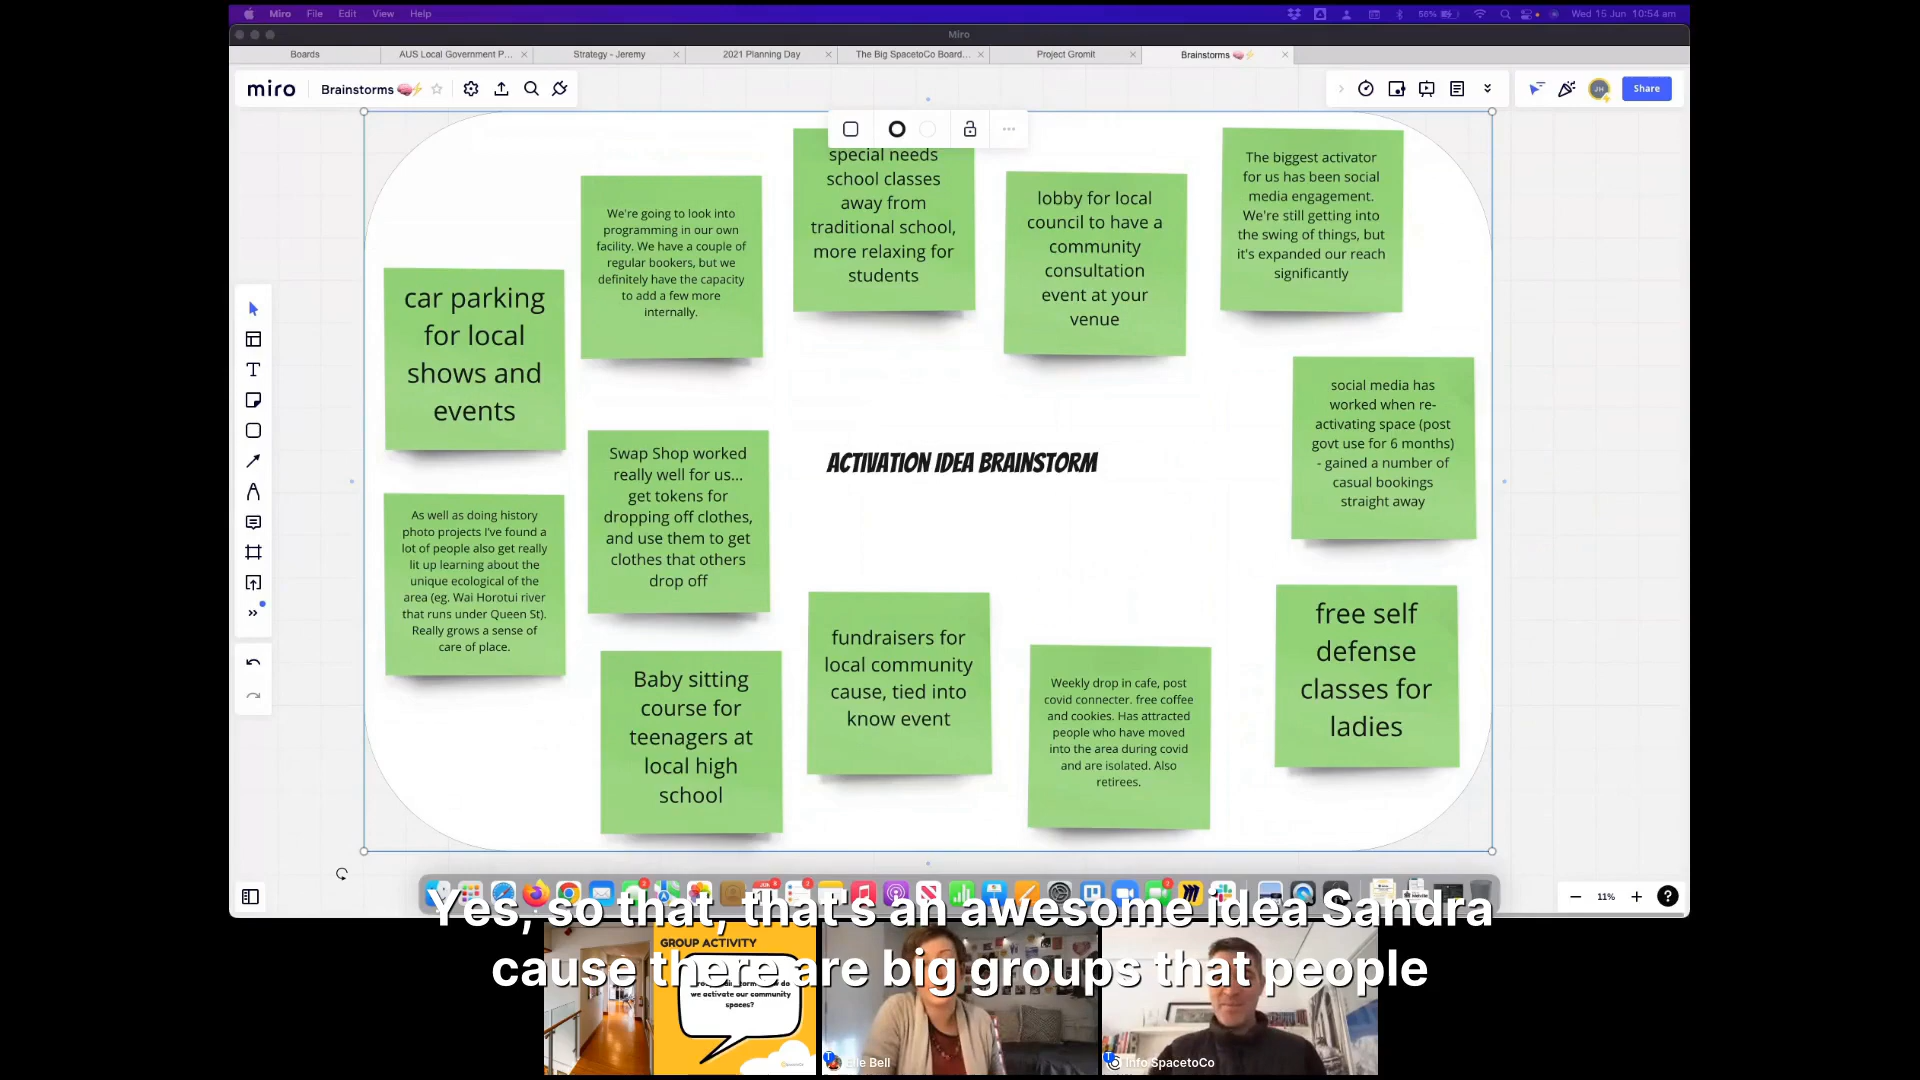 Miro File Edit View Help
56% Wed 15 Jun 10:54 am
Miro
Boards
AUS Local Government P...
Strategy - Jeremy
2021 Planning Day
The Big SpacetoCo Board...
Project Gromit
Brainstorms 🧠⚡
miro
Brainstorms 🧠⚡
JH
Share
car parking
for local
shows and
events
We're going to look into
programming in our own
facility. We have a couple of
regular bookers, but we
definitely have the capacity
to add a few more
internally.
special needs
school classes
away from
traditional school,
more relaxing for
students
lobby for local
council to have a
community
consultation
event at your
venue
The biggest activator
for us has been social
media engagement.
We're still getting into
the swing of things, but
it's expanded our reach
significantly
social media has
worked when re-
activating space (post
govt use for 6 months)
- gained a number of
casual bookings
straight away
Swap Shop worked
really well for us...
get tokens for
dropping off clothes,
and use them to get
clothes that others
drop off
ACTIVATION IDEA BRAINSTORM
As well as doing history
photo projects I've found a
lot of people also get really
lit up learning about the
unique ecological of the
area (eg. Wai Horotui river
that runs under Queen St).
Really grows a sense of
care of place.
Baby sitting
course for
teenagers at
local high
school
fundraisers for
local community
cause, tied into
know event
Weekly drop in cafe, post
covid connecter. free coffee
and cookies. Has attracted
people who have moved
into the area during covid
and are isolated. Also
retirees.
free self
defense
classes for
ladies
11%
Yes, so that, that's an awesome idea Sandra
cause there are big groups that people
GROUP ACTIVITY
we activate our community
spaces?
Elle Bell
Info SpacetoCo